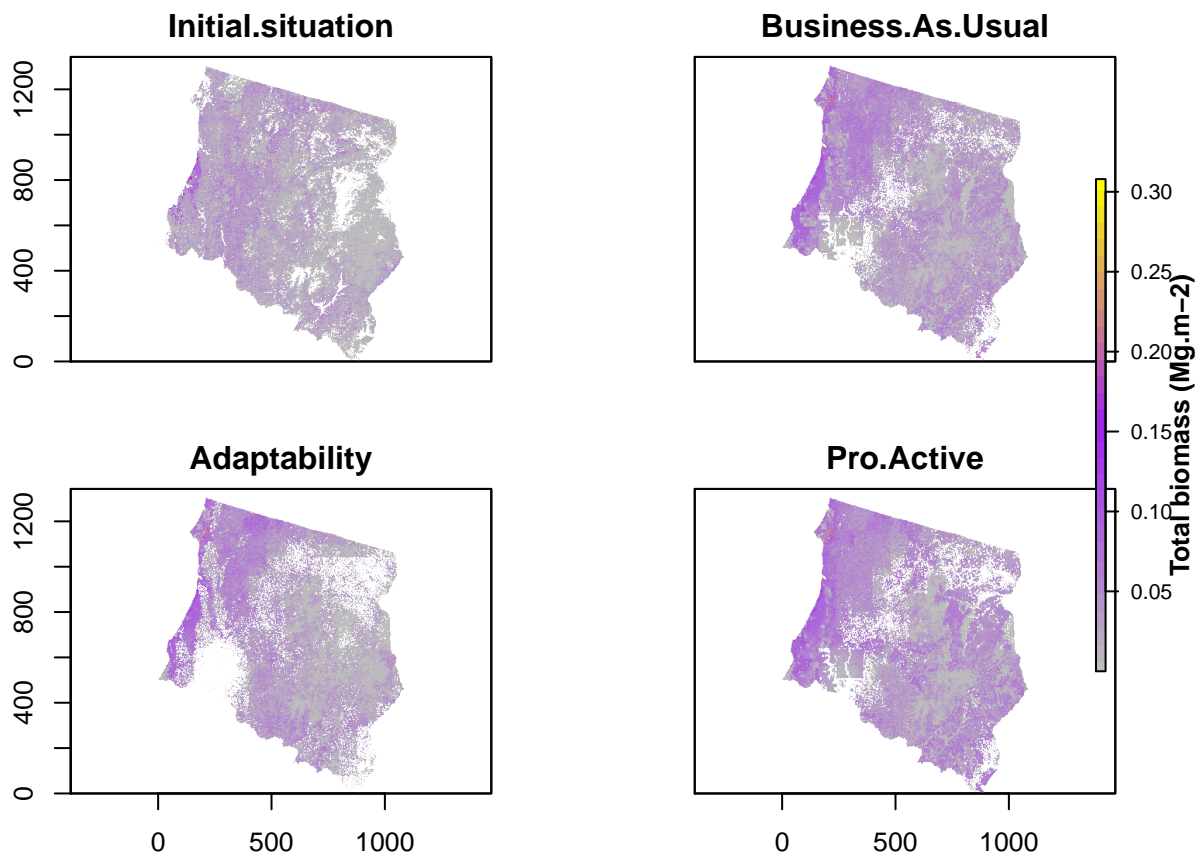 Initial.situation
Business.As.Usual
1200
800
400
0
Adaptability
Pro.Active
1200
800
400
0
0 500 1000
0 500 1000
0.30
0.25
0.20
0.15
0.10
0.05
Total biomass (Mg.m−2)